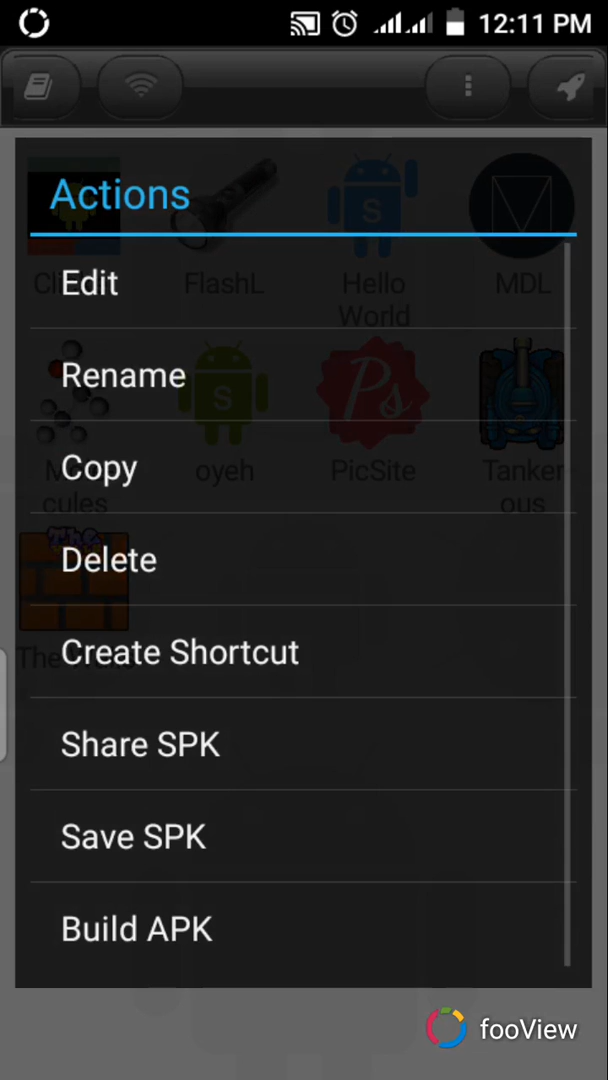 12:11 PM
Actions
FlashL
Hello
World
MDL
Edit
Rename
Copy
cules
oyeh
PicSite
Tanker-
ous
Delete
Create Shortcut
Share SPK
Save SPK
Build APK
fooView